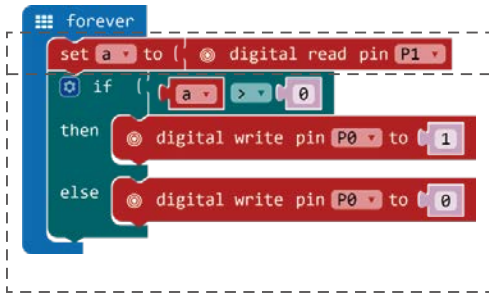 forever
set a to ( digital read pin P1
if ( a > 0
then digital write pin P0 to 1
else digital write pin P0 to 0